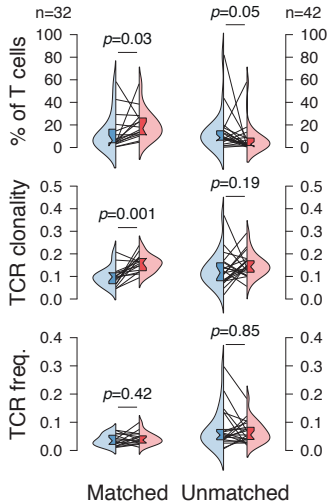 n=32 n=42
% of T cells
100 80 60 40 20 0
p=0.03
p=0.05
100 80 60 40 20 0
TCR clonality
0.5 0.4 0.3 0.2 0.1 0.0
p=0.001
p=0.19
0.5 0.4 0.3 0.2 0.1 0.0
TCR freq.
0.4 0.3 0.2 0.1 0.0
p=0.42
p=0.85
0.4 0.3 0.2 0.1 0.0
Matched Unmatched